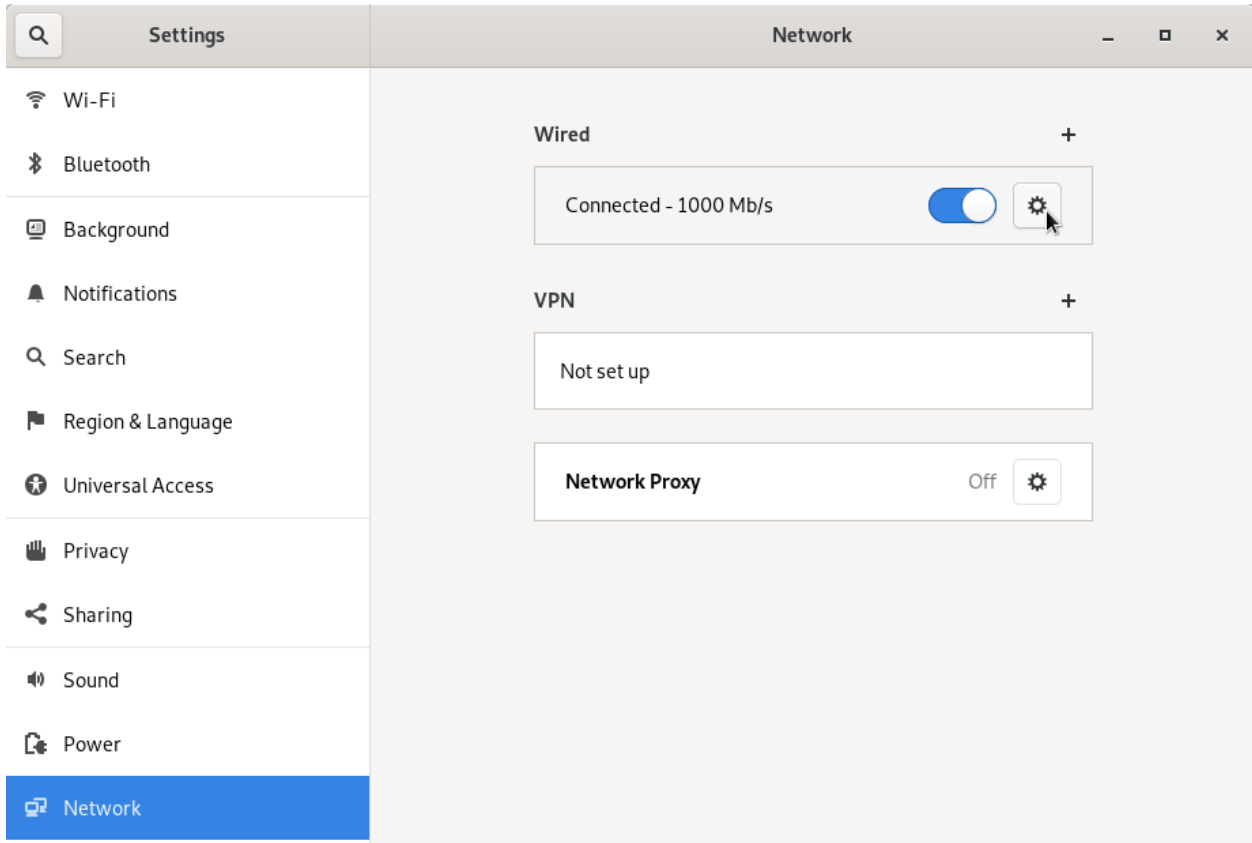 Settings
Network
Wi-Fi
Bluetooth
Background
Notifications
Search
Region & Language
Universal Access
Privacy
Sharing
Sound
Power
Network
Wired
Connected - 1000 Mb/s
VPN
Not set up
Network Proxy
Off